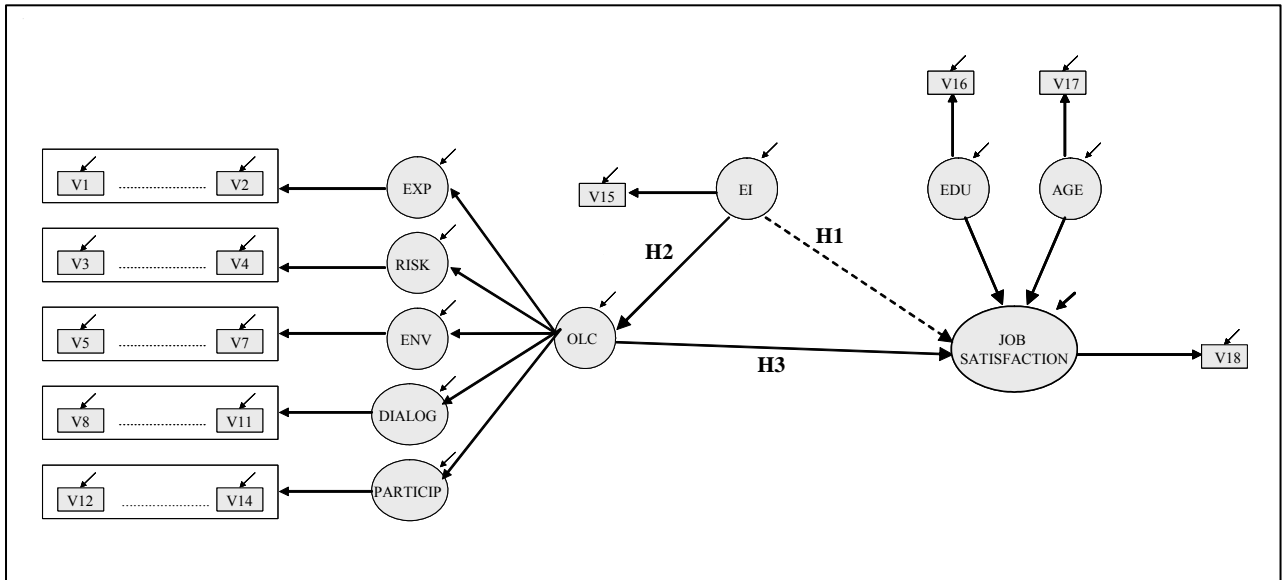 V16
V17
V1 V2
EXP
V15
EI
EDU
AGE
H1
H2
V3 V4
RISK
V5 V7
ENV
OLC
JOB
SATISFACTION
V18
H3
V8 V11
DIALOG
V12 V14
PARTICIP